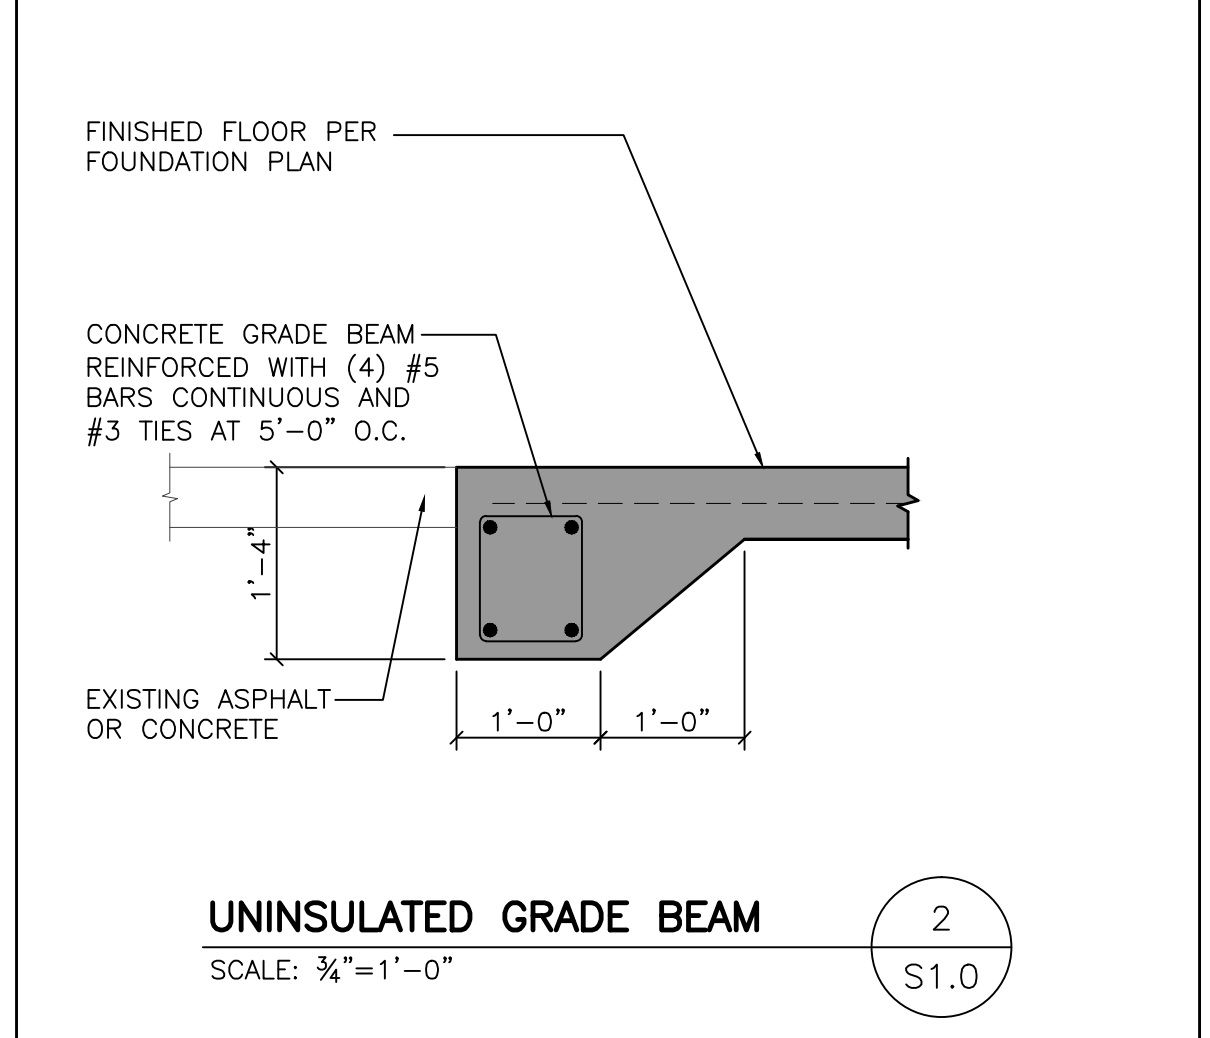 FINISHED FLOOR PER
FOUNDATION PLAN
CONCRETE GRADE BEAM
REINFORCED WITH (4) #5
BARS CONTINUOUS AND
#3 TIES AT 5'-0" O.C.
1'-4"
EXISTING ASPHALT
OR CONCRETE
1'-0"
1'-0"
UNINSULATED GRADE BEAM
SCALE: ¾"=1'-0"
2
S1.0